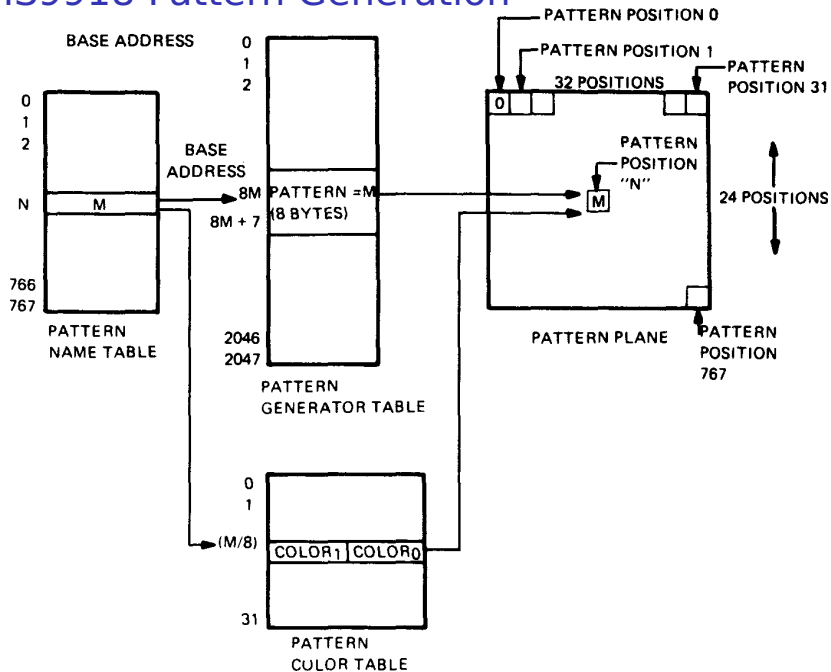 BASE ADDRESS
0
1
2
N
M
766
767
PATTERN
NAME TABLE
BASE
ADDRESS
0
1
2
8M
8M + 7
PATTERN =M
(8 BYTES)
2046
2047
PATTERN
GENERATOR TABLE
0
1
(M/8)
COLOR1
COLOR0
31
PATTERN
COLOR TABLE
PATTERN POSITION 0
PATTERN POSITION 1
32 POSITIONS
PATTERN
POSITION 31
0
PATTERN
POSITION
"N"
M
24 POSITIONS
PATTERN PLANE
PATTERN
POSITION
767